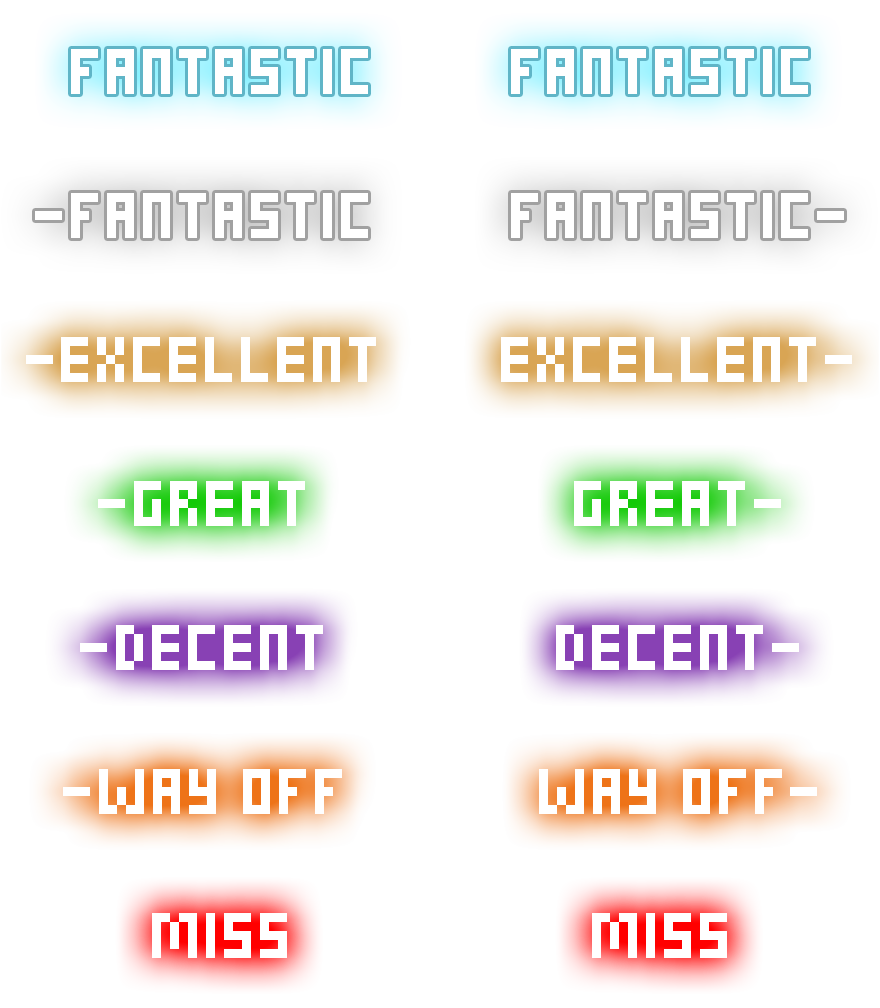 FANTASTIC FANTASTIC
-FANTASTIC FANTASTIC-
-EXCELLENT EXCELLENT-
-GREAT GREAT-
-DECENT DECENT-
-WAY OFF WAY OFF-
MISS MISS